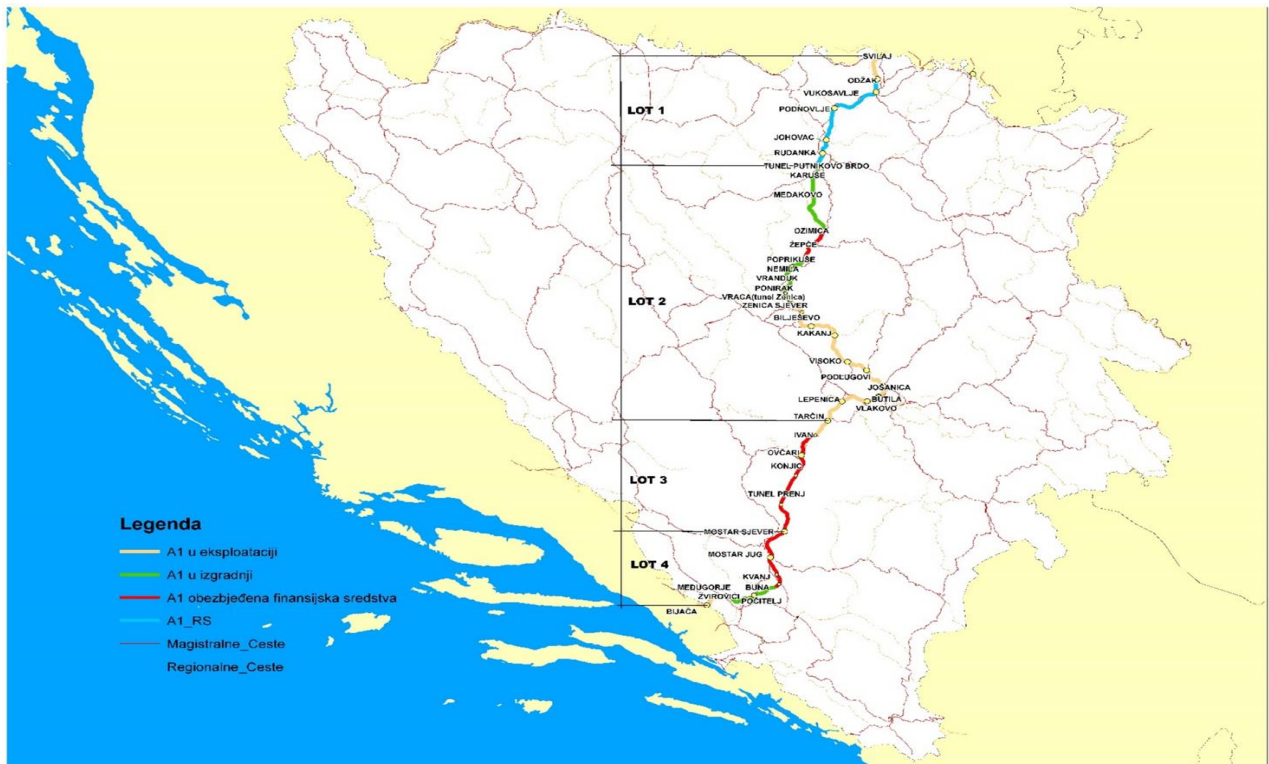 SVILAJ
ODŽAK
VUKOSAVLJE
PODNOVLJE
LOT 1
JOHOVAC
RUDANKA
TUNEL PUTNIKOVO BRDO
KARUŠE
MEDAKOVO
OZIMICA
ŽEPČE
POPRIKUŠE
NEMILA
VRANDUK
PONIRAK
VRACA(tunel Zenica)
LOT 2
ZENICA SJEVER
BILJEŠEVO
KAKANJ
VISOKO
PODLUGOVI
JOŠANICA
LEPENICA
BUTILA
VLAKOVO
TARČIN
IVAN
OVČARI
KONJIC
LOT 3
TUNEL PRENJ
MOSTAR SJEVER
MOSTAR JUG
LOT 4
KVANJ
MEĐUGORJE
BUNA
ZVIROVIĆI
POČITELJ
BIJAČA
Legenda
A1 u eksploataciji
A1 u izgradnji
A1 obezbjeđena finansijska sredstva
A1_RS
Magistralne_Ceste
Regionalne_Ceste